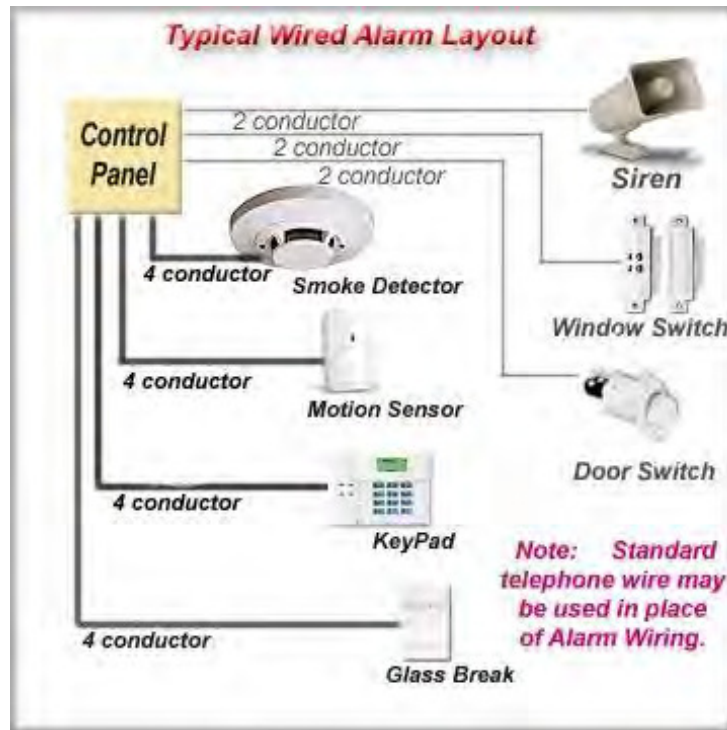 Typical Wired Alarm Layout
Control
Panel
2 conductor
2 conductor
2 conductor
Siren
4 conductor
Smoke Detector
Window Switch
4 conductor
Motion Sensor
Door Switch
4 conductor
KeyPad
Note: Standard
telephone wire may
be used in place
of Alarm Wiring.
4 conductor
Glass Break